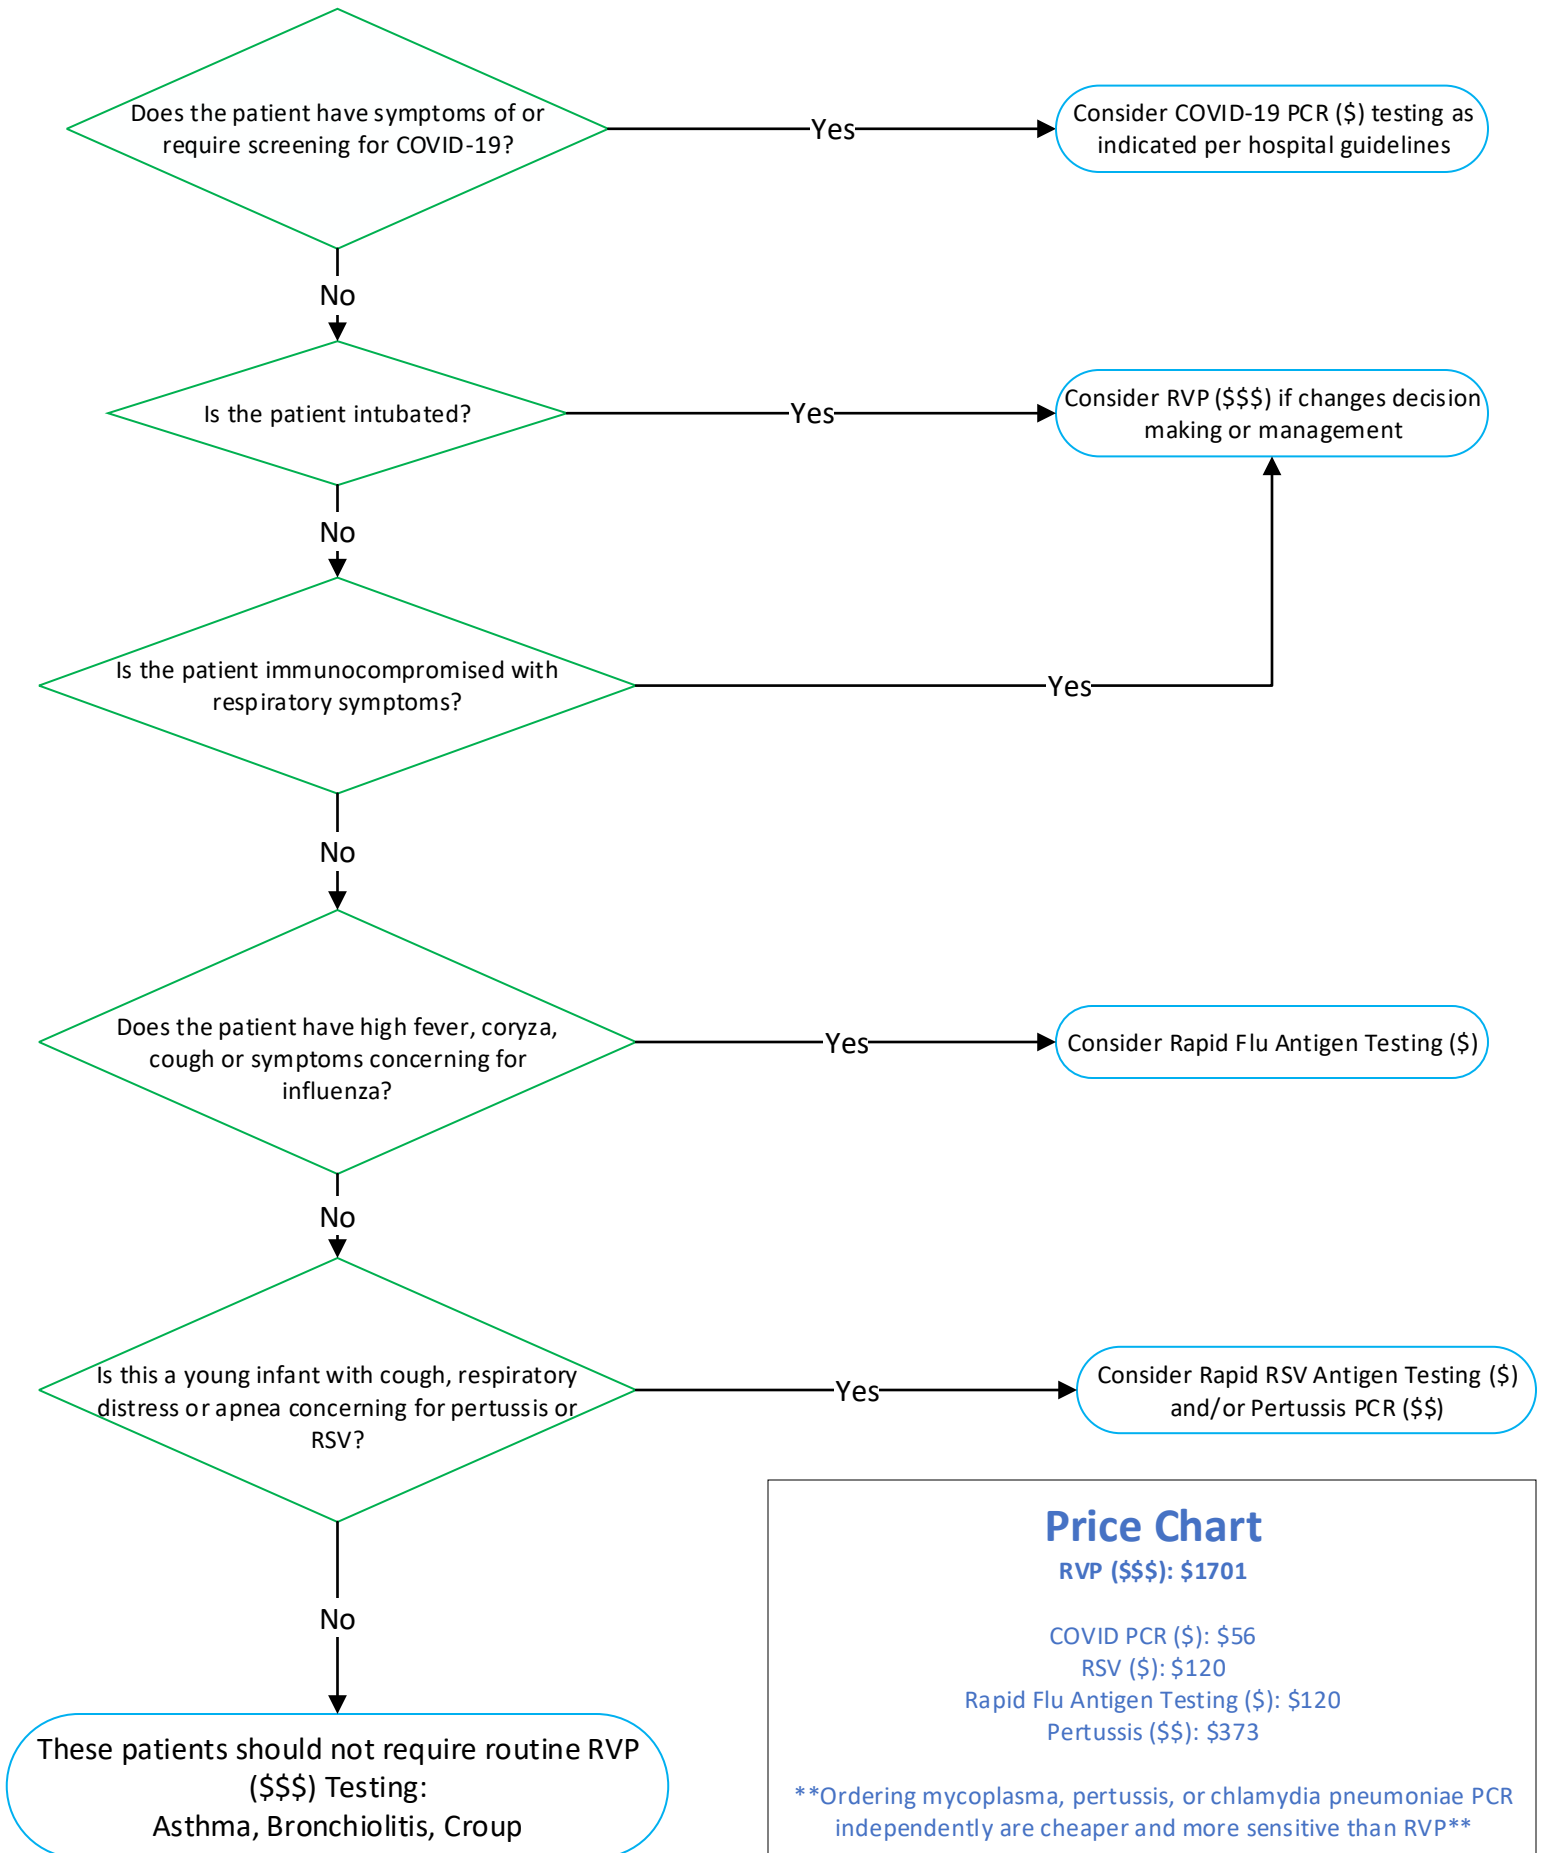 Does the patient have symptoms of or
require screening for COVID-19?
Yes
Consider COVID-19 PCR ($) testing as
indicated per hospital guidelines
No
Is the patient intubated?
Yes
Consider RVP ($$$) if changes decision
making or management
No
Is the patient immunocompromised with
respiratory symptoms?
Yes
No
Does the patient have high fever, coryza,
cough or symptoms concerning for
influenza?
Yes
Consider Rapid Flu Antigen Testing ($)
No
Is this a young infant with cough, respiratory
distress or apnea concerning for pertussis or
RSV?
Yes
Consider Rapid RSV Antigen Testing ($)
and/or Pertussis PCR ($$)
No
These patients should not require routine RVP
($$$) Testing:
Asthma, Bronchiolitis, Croup
Price Chart
RVP ($$$): $1701
COVID PCR ($): $56
RSV ($): $120
Rapid Flu Antigen Testing ($): $120
Pertussis ($$): $373
**Ordering mycoplasma, pertussis, or chlamydia pneumoniae PCR
independently are cheaper and more sensitive than RVP**